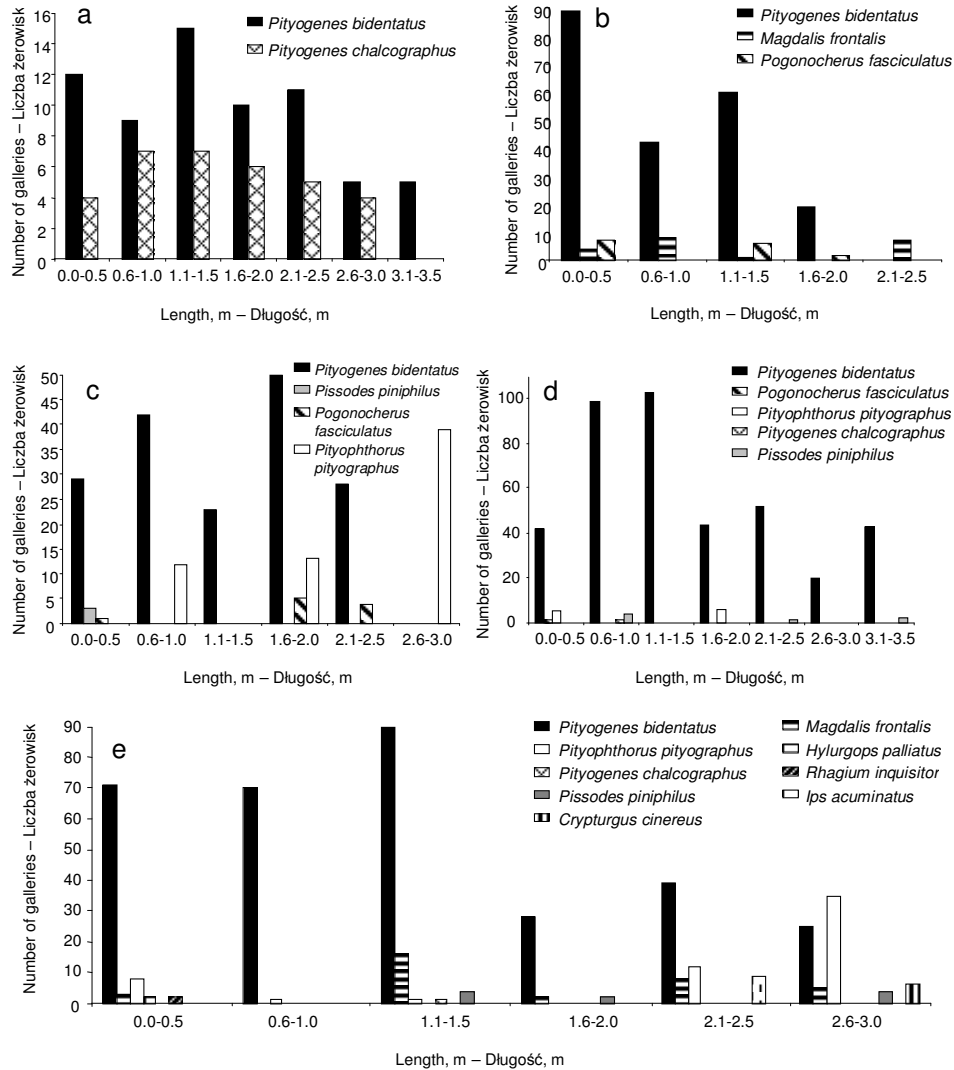 a
Number of galleries – Liczba żerowisk
16
14
12
10
8
6
4
2
0
Pityogenes bidentatus
Pityogenes chalcographus
0.0-0.5 0.6-1.0 1.1-1.5 1.6-2.0 2.1-2.5 2.6-3.0 3.1-3.5
Length, m – Długość, m
b
Number of galleries – Liczba żerowisk
90
80
70
60
50
40
30
20
10
0
Pityogenes bidentatus
Magdalis frontalis
Pogonocherus fasciculatus
0.0-0.5 0.6-1.0 1.1-1.5 1.6-2.0 2.1-2.5
Length, m – Długość, m
c
Number of galleries – Liczba żerowisk
50
45
40
35
30
25
20
15
10
5
0
Pityogenes bidentatus
Pissodes piniphilus
Pogonocherus
fasciculatus
Pityophthorus
pityographus
0.0-0.5 0.6-1.0 1.1-1.5 1.6-2.0 2.1-2.5 2.6-3.0
Length, m – Długość, m
d
Number of galleries – Liczba żerowisk
100
80
60
40
20
0
Pityogenes bidentatus
Pogonocherus fasciculatus
Pityophthorus pityographus
Pityogenes chalcographus
Pissodes piniphilus
0.0-0.5 0.6-1.0 1.1-1.5 1.6-2.0 2.1-2.5 2.6-3.0 3.1-3.5
Length, m – Długość, m
e
Number of galleries – Liczba żerowisk
90
80
70
60
50
40
30
20
10
0
Pityogenes bidentatus
Pityophthorus pityographus
Pityogenes chalcographus
Pissodes piniphilus
Crypturgus cinereus
Magdalis frontalis
Hylurgops palliatus
Rhagium inquisitor
Ips acuminatus
0.0-0.5 0.6-1.0 1.1-1.5 1.6-2.0 2.1-2.5 2.6-3.0
Length, m – Długość, m